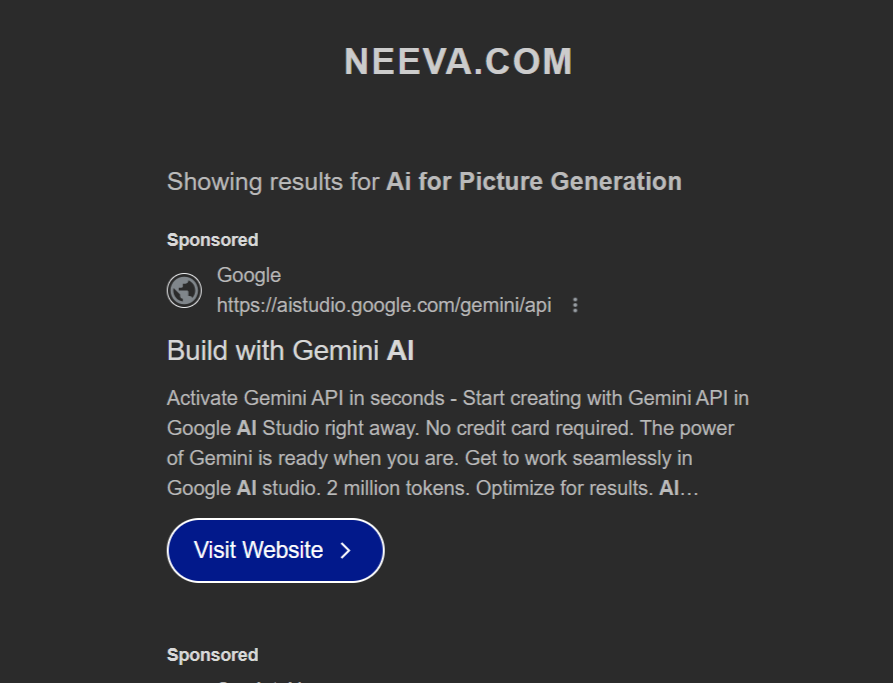 NEEVA.COM
Showing results for Ai for Picture Generation
Sponsored
Google
https://aistudio.google.com/gemini/api
Build with Gemini AI
Activate Gemini API in seconds - Start creating with Gemini API in
Google AI Studio right away. No credit card required. The power
of Gemini is ready when you are. Get to work seamlessly in
Google AI studio. 2 million tokens. Optimize for results. AI...
Visit Website
Sponsored